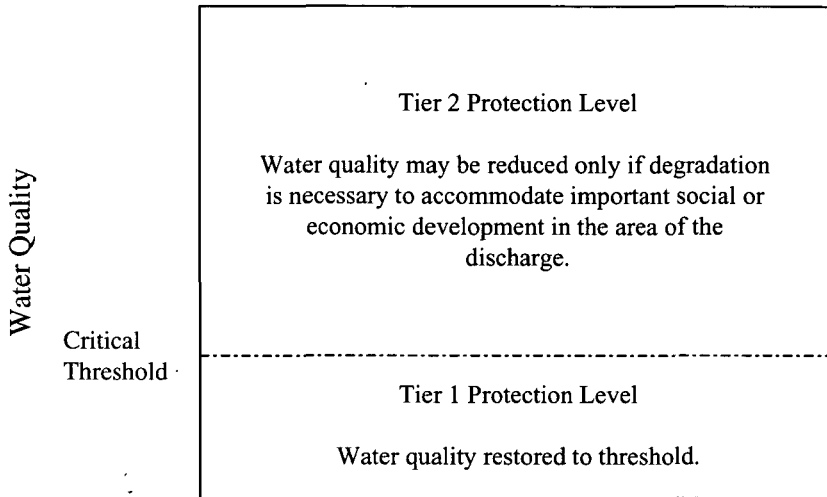 Tier 2 Protection Level
Water quality may be reduced only if degradation
is necessary to accommodate important social or
economic development in the area of the
discharge.
Water Quality
Critical
Threshold
Tier 1 Protection Level
Water quality restored to threshold.